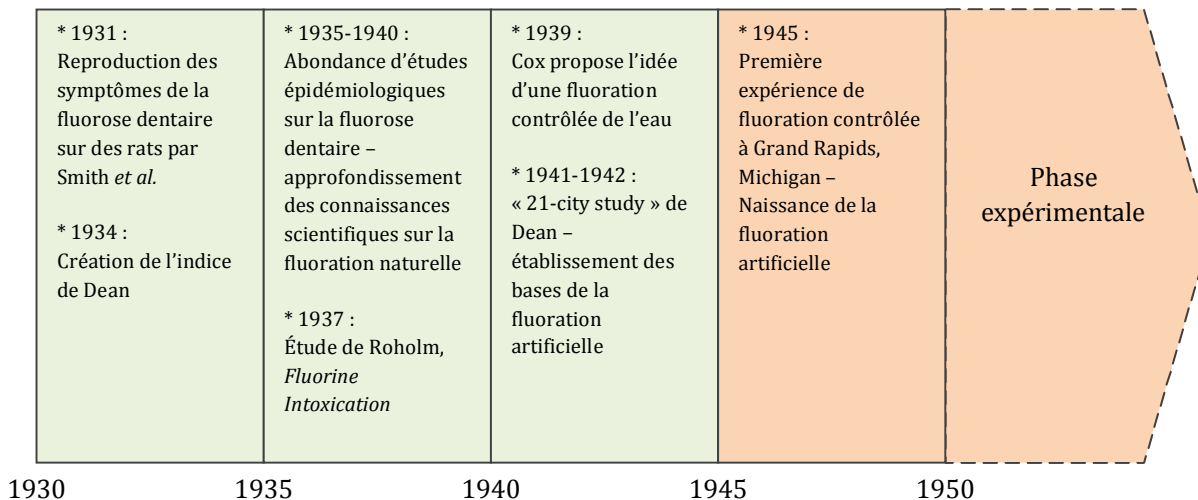 * 1931 :
Reproduction des
symptômes de la
fluorose dentaire
sur des rats par
Smith et al.
* 1934 :
Création de l’indice
de Dean
* 1935-1940 :
Abondance d’études
épidémiologiques
sur la fluorose
dentaire –
approfondissement
des connaissances
scientifiques sur la
fluoration naturelle
* 1937 :
Étude de Roholm,
Fluorine
Intoxication
* 1939 :
Cox propose l’idée
d’une fluoration
contrôlée de l’eau
* 1941-1942 :
« 21-city study » de
Dean –
établissement des
bases de la
fluoration
artificielle
* 1945 :
Première
expérience de
fluoration contrôlée
à Grand Rapids,
Michigan –
Naissance de la
fluoration
artificielle
Phase
expérimentale
1930
1935
1940
1945
1950